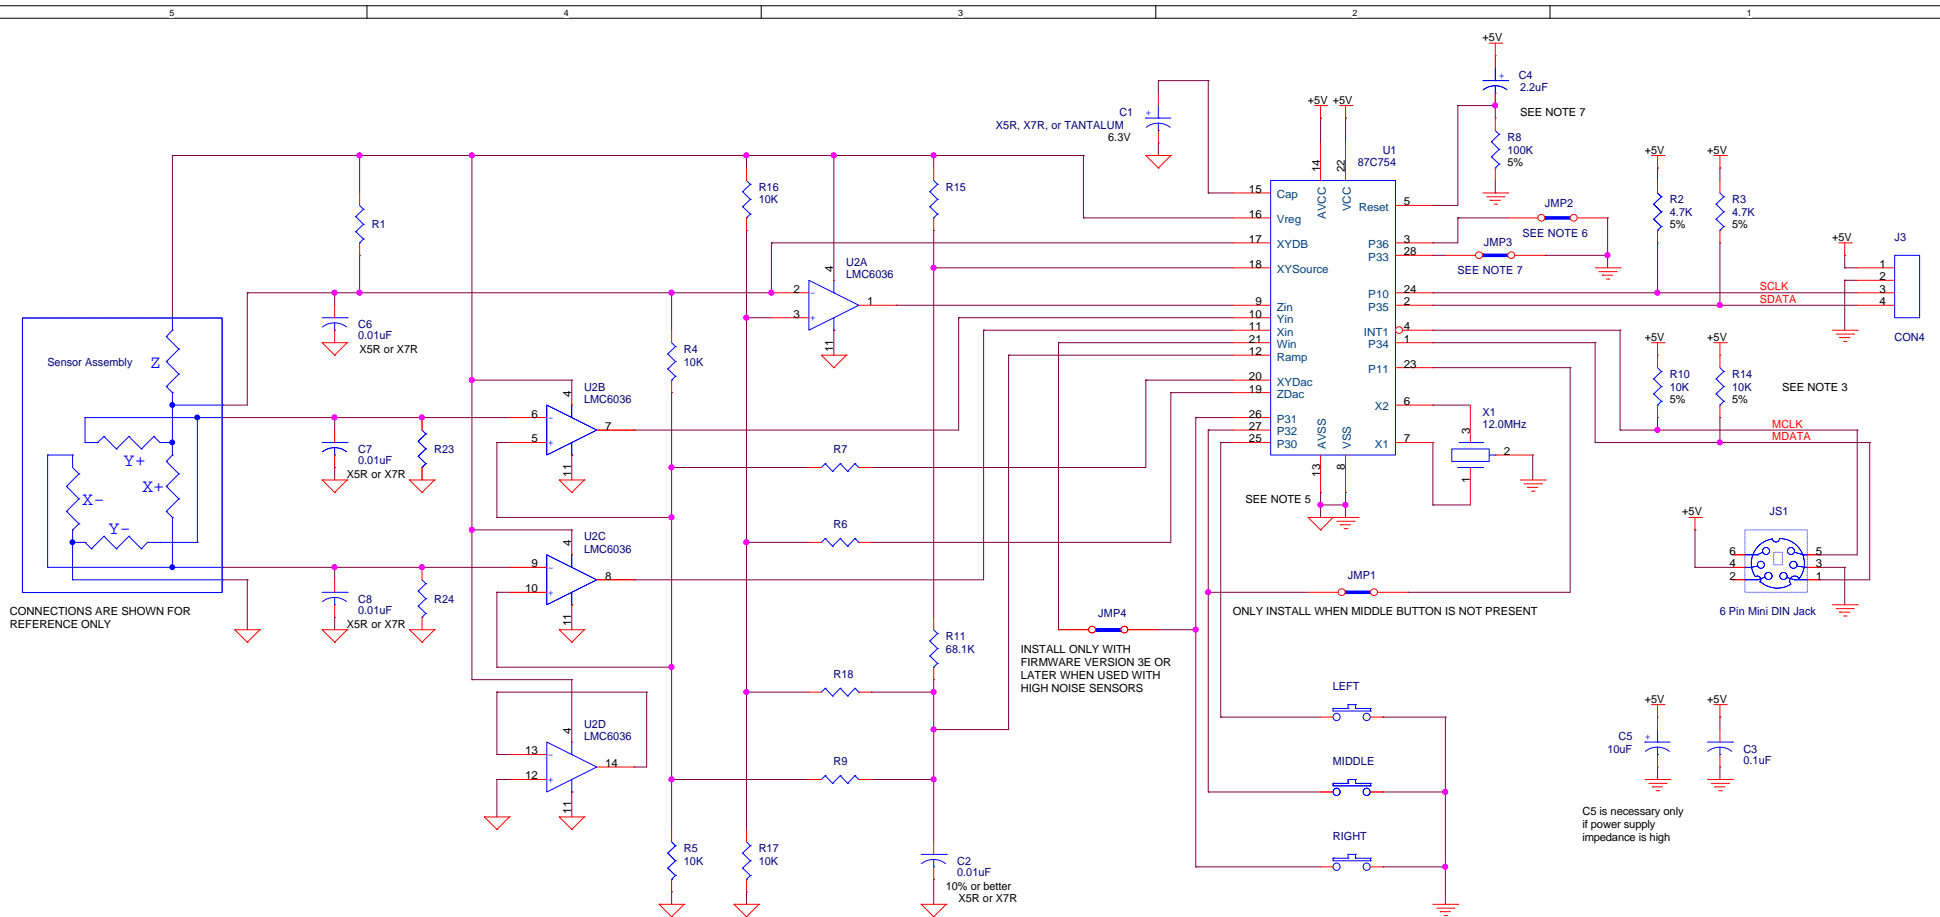 5 4 3 2 1
+5V
C4
2.2uF
+
SEE NOTE 7
R8
100K
5%
C1
X5R, X7R, or TANTALUM
6.3V
+
+5V +5V
U1
87C754
14 22
AVCC VCC
15 Cap
16 Vreg
17 XYDB
18 XYSource
9 Zin
10 Yin
11 Xin
21 Win
12 Ramp
20 XYDac
19 ZDac
26 P31
27 P32
25 P30
Reset 5
P36 3
P33 28
P10 24
P35 2
INT1 4
P34 1
P11 23
X2 6
X1 7
AVSS VSS
13 8
SEE NOTE 5
JMP2
SEE NOTE 6
JMP3
SEE NOTE 7
+5V +5V
R2
4.7K
5%
R3
4.7K
5%
+5V
J3
1
2
3
4
CON4
SCLK
SDATA
+5V +5V
R10
10K
5%
R14
10K
5%
SEE NOTE 3
MCLK
MDATA
X1
12.0MHz
3
2
1
+5V
JS1
6 5
4 3
2 1
6 Pin Mini DIN Jack
R16
10K
R15
R1
U2A
LMC6036
4
2 -
3 +
1
11
C6
0.01uF
X5R or X7R
Sensor Assembly
Z
Y+
X+
X-
Y-
CONNECTIONS ARE SHOWN FOR
REFERENCE ONLY
R4
10K
U2B
LMC6036
4
6 -
5 +
7
11
C7
0.01uF
X5R or X7R
R23
R7
R6
U2C
LMC6036
4
9 -
10 +
8
11
C8
0.01uF
X5R or X7R
R24
JMP1
ONLY INSTALL WHEN MIDDLE BUTTON IS NOT PRESENT
JMP4
INSTALL ONLY WITH
FIRMWARE VERSION 3E OR
LATER WHEN USED WITH
HIGH NOISE SENSORS
R11
68.1K
R18
U2D
LMC6036
4
13 -
12 +
14
11
R9
LEFT
MIDDLE
RIGHT
+5V +5V
C5
10uF
+
C3
0.1uF
C5 is necessary only
if power supply
impedance is high
R5
10K
R17
10K
C2
0.01uF
10% or better
X5R or X7R